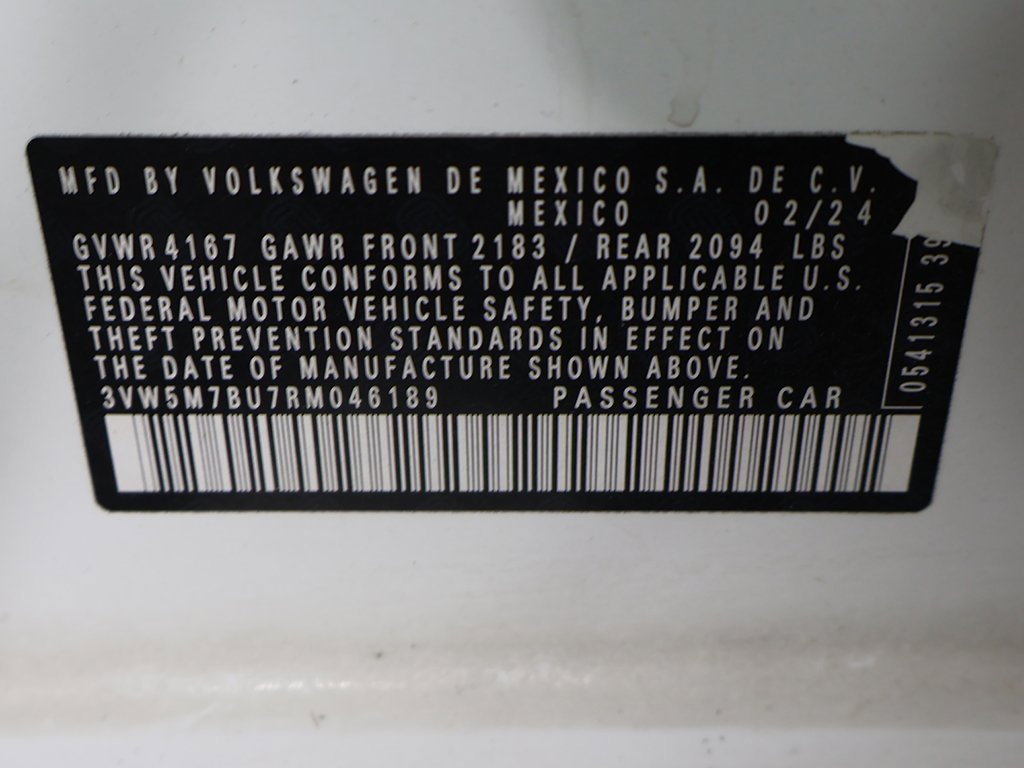 MFD BY VOLKSWAGEN DE MEXICO S.A. DE C.V.
MEXICO 02/24
GVWR 4167 GAWR FRONT 2183 / REAR 2094 LBS
THIS VEHICLE CONFORMS TO ALL APPLICABLE U.S.
FEDERAL MOTOR VEHICLE SAFETY, BUMPER AND
THEFT PREVENTION STANDARDS IN EFFECT ON
THE DATE OF MANUFACTURE SHOWN ABOVE.
3VW5M7BU7RM046189 PASSENGER CAR
0541315 39